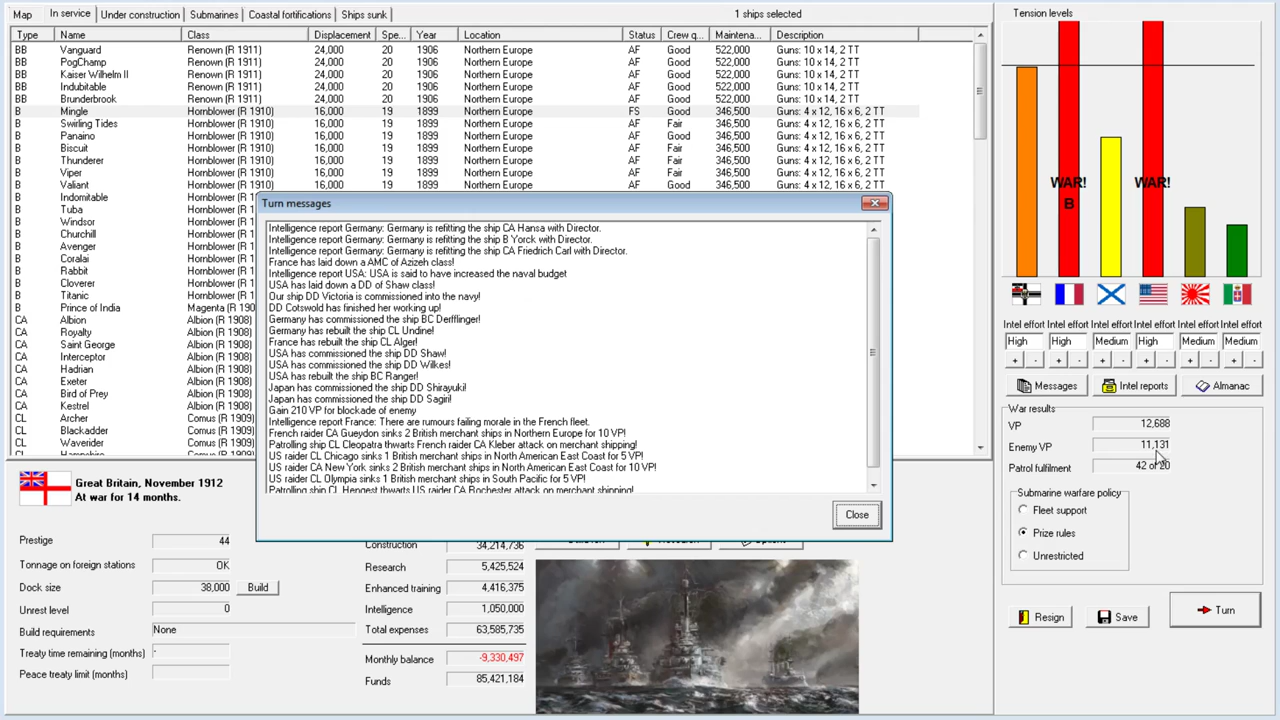 Map In service Under construction Submarines Coastal fortifications Ships sunk 1 ships selected
Type Name Class Displacement Spe... Year Location Status Crew q... Maintena... Description
BB Vanguard Renown (R 1911) 24,000 20 1906 Northern Europe AF Good 522,000 Guns: 10 x 14, 2 TT
BB PogChamp Renown (R 1911) 24,000 20 1906 Northern Europe AF Good 522,000 Guns: 10 x 14, 2 TT
BB Kaiser Wilhelm II Renown (R 1911) 24,000 20 1906 Northern Europe AF Good 522,000 Guns: 10 x 14, 2 TT
BB Indubitable Renown (R 1911) 24,000 20 1906 Northern Europe AF Good 522,000 Guns: 10 x 14, 2 TT
BB Brunderbrook Renown (R 1911) 24,000 20 1906 Northern Europe AF Good 522,000 Guns: 10 x 14, 2 TT
B Mingle Hornblower (R 1910) 16,000 19 1899 Northern Europe FS Good 346,500 Guns: 4 x 12, 16 x 6, 2 TT
B Swirling Tides Hornblower (R 1910) 16,000 19 1899 Northern Europe AF Fair 346,500 Guns: 4 x 12, 16 x 6, 2 TT
B Panaino Hornblower (R 1910) 16,000 19 1899 Northern Europe AF Good 346,500 Guns: 4 x 12, 16 x 6, 2 TT
B Biscuit Hornblower (R 1910) 16,000 19 1899 Northern Europe AF Fair 346,500 Guns: 4 x 12, 16 x 6, 2 TT
B Thunderer Hornblower (R 1910) 16,000 19 1899 Northern Europe AF Good 346,500 Guns: 4 x 12, 16 x 6, 2 TT
B Viper Hornblower (R 1910) 16,000 19 1899 Northern Europe AF Fair 346,500 Guns: 4 x 12, 16 x 6, 2 TT
B Valiant Hornblower (R 1910) 16,000 19 1899 Northern Europe AF Good 346,500 Guns: 4 x 12, 16 x 6, 2 TT
B Indomitable Hornblower (R 1910)
B Tuba Hornblower (R
B Windsor Hornblower (R
B Churchill Hornblower (R
B Avenger Hornblower (R
B Coralai Hornblower (R
B Rabbit Hornblower (R
B Cloverer Hornblower (R
B Titanic Hornblower (R
B Prince of India Magenta (R 1908)
CA Albion Albion (R 1908)
CA Royalty Albion (R 1908)
CA Saint George Albion (R 1908)
CA Interceptor Albion (R 1908)
CA Hadrian Albion (R 1908)
CA Exeter Albion (R 1908)
CA Bird of Prey Albion (R 1908)
CA Kestrel Albion (R 1908)
CL Archer Comus (R 1909)
CL Blackadder Comus (R 1909)
CL Waverider Comus (R 1909)
Turn messages
Intelligence report Germany: Germany is refitting the ship CA Hansa with Director.
Intelligence report Germany: Germany is refitting the ship B Yorck with Director.
Intelligence report Germany: Germany is refitting the ship CA Friedrich Carl with Director.
France has laid down a AMC of Azizeh class!
Intelligence report USA: USA is said to have increased the naval budget
USA has laid down a DD of Shaw class!
Our ship DD Victoria is commissioned into the navy!
DD Cotswold has finished her working up!
Germany has commissioned the ship BC Derfflinger!
Germany has rebuilt the ship CL Undine!
France has rebuilt the ship CL Alger!
USA has commissioned the ship DD Shaw!
USA has commissioned the ship DD Wilkes!
USA has rebuilt the ship BC Ranger!
Japan has commissioned the ship DD Shirayuki!
Japan has commissioned the ship DD Sagiri!
Gain 210 VP for blockade of enemy
Intelligence report France: There are rumours failing morale in the French fleet.
French raider CA Gueydon sinks 2 British merchant ships in Northern Europe for 10 VP!
Patrolling ship CL Cleopatra thwarts French raider CA Kleber attack on merchant shipping!
US raider CL Chicago sinks 1 British merchant ships in North American East Coast for 5 VP!
US raider CA New York sinks 2 British merchant ships in North American East Coast for 10 VP!
US raider CL Olympia sinks 1 British merchant ships in South Pacific for 5 VP!
Patrolling ship CL Hengest thwarts US raider CA Rochester attack on merchant shipping!
Close
Great Britain, November 1912
At war for 14 months.
Prestige 44
Tonnage on foreign stations OK
Dock size 38,000 Build
Unrest level 0
Build requirements None
Treaty time remaining (months) -
Peace treaty limit (months)
Construction 34,214,736
Research 5,425,524
Enhanced training 4,416,375
Intelligence 1,050,000
Total expenses 63,585,735
Monthly balance -9,330,497
Funds 85,421,184
Tension levels
WAR! WAR!
B
Intel effort Intel effort Intel effort Intel effort Intel effort Intel effort
High High Medium High Medium Medium
+ - + - + - + - + - + -
Messages Intel reports Almanac
War results
VP 12,688
Enemy VP 11,131
Patrol fulfilment 42 of 20
Submarine warfare policy
Fleet support
Prize rules
Unrestricted
Resign Save Turn